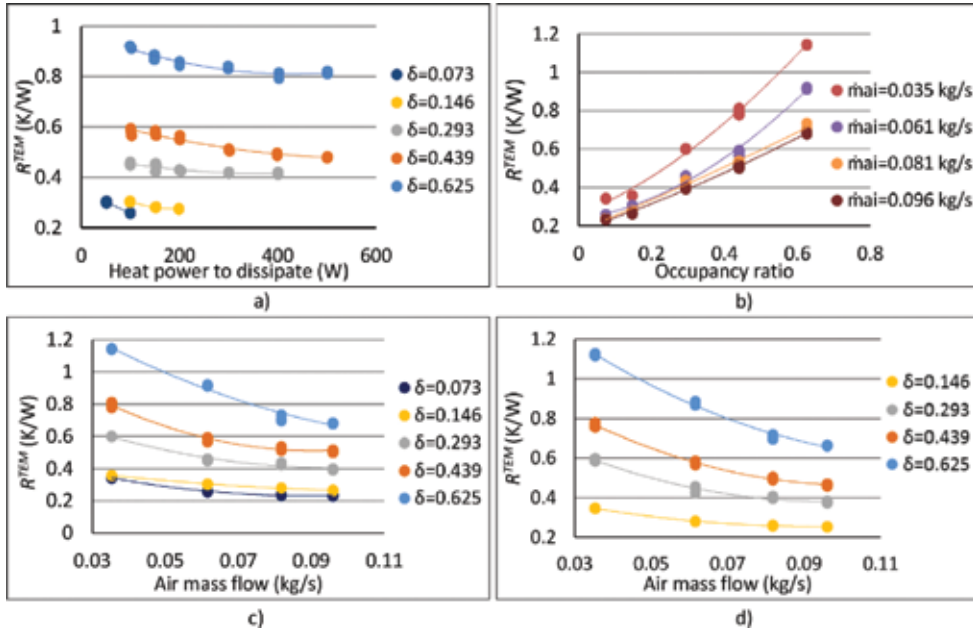 1
0.8
0.6
0.4
0.2
0
200
400
600
R^TEM (K/W)
Heat power to dissipate (W)
δ=0.073
δ=0.146
δ=0.293
δ=0.439
δ=0.625
a)
1.2
1
0.8
0.6
0.4
0.2
0
0.2
0.4
0.6
0.8
R^TEM (K/W)
Occupancy ratio
ṁai=0.035 kg/s
ṁai=0.061 kg/s
ṁai=0.081 kg/s
ṁai=0.096 kg/s
b)
1.2
1
0.8
0.6
0.4
0.2
0
0.03
0.05
0.07
0.09
0.11
R^TEM (K/W)
Air mass flow (kg/s)
δ=0.073
δ=0.146
δ=0.293
δ=0.439
δ=0.625
c)
1.2
1
0.8
0.6
0.4
0.2
0.03
0.05
0.07
0.09
0.11
R^TEM (K/W)
Air mass flow (kg/s)
δ=0.146
δ=0.293
δ=0.439
δ=0.625
d)